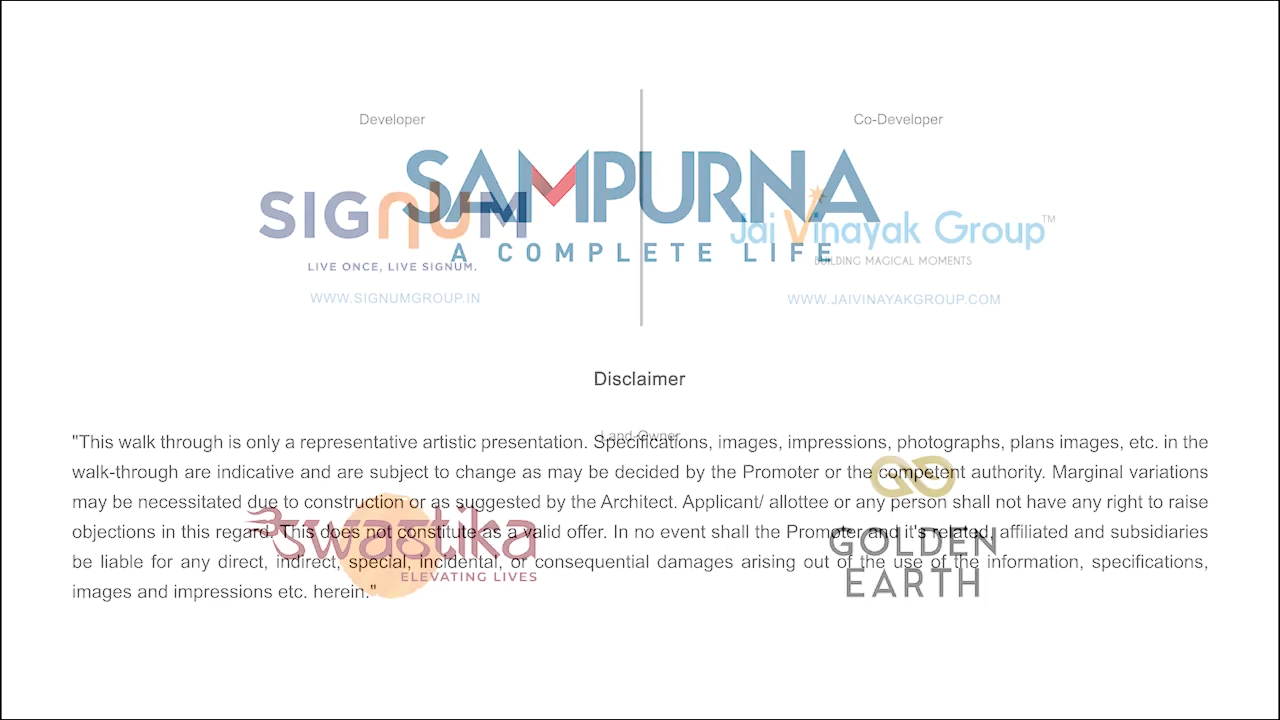 Developer
Co-Developer
SAMPURNA
A COMPLETE LIFE
SIGNUM
LIVE ONCE, LIVE SIGNUM.
WWW.SIGNUMGROUP.IN
Jai Vinayak Group™
BUILDING MAGICAL MOMENTS
WWW.JAIVINAYAKGROUP.COM
Disclaimer
Land Owner
"This walk through is only a representative artistic presentation. Specifications, images, impressions, photographs, plans images, etc. in the
walk-through are indicative and are subject to change as may be decided by the Promoter or the competent authority. Marginal variations
may be necessitated due to construction or as suggested by the Architect. Applicant/ allottee or any person shall not have any right to raise
objections in this regard. This does not constitute as a valid offer. In no event shall the Promoter and it's related, affiliated and subsidiaries
be liable for any direct, indirect, special, incidental, or consequential damages arising out of the use of the information, specifications,
images and impressions etc. herein."
swastika
ELEVATING LIVES
GOLDEN
EARTH